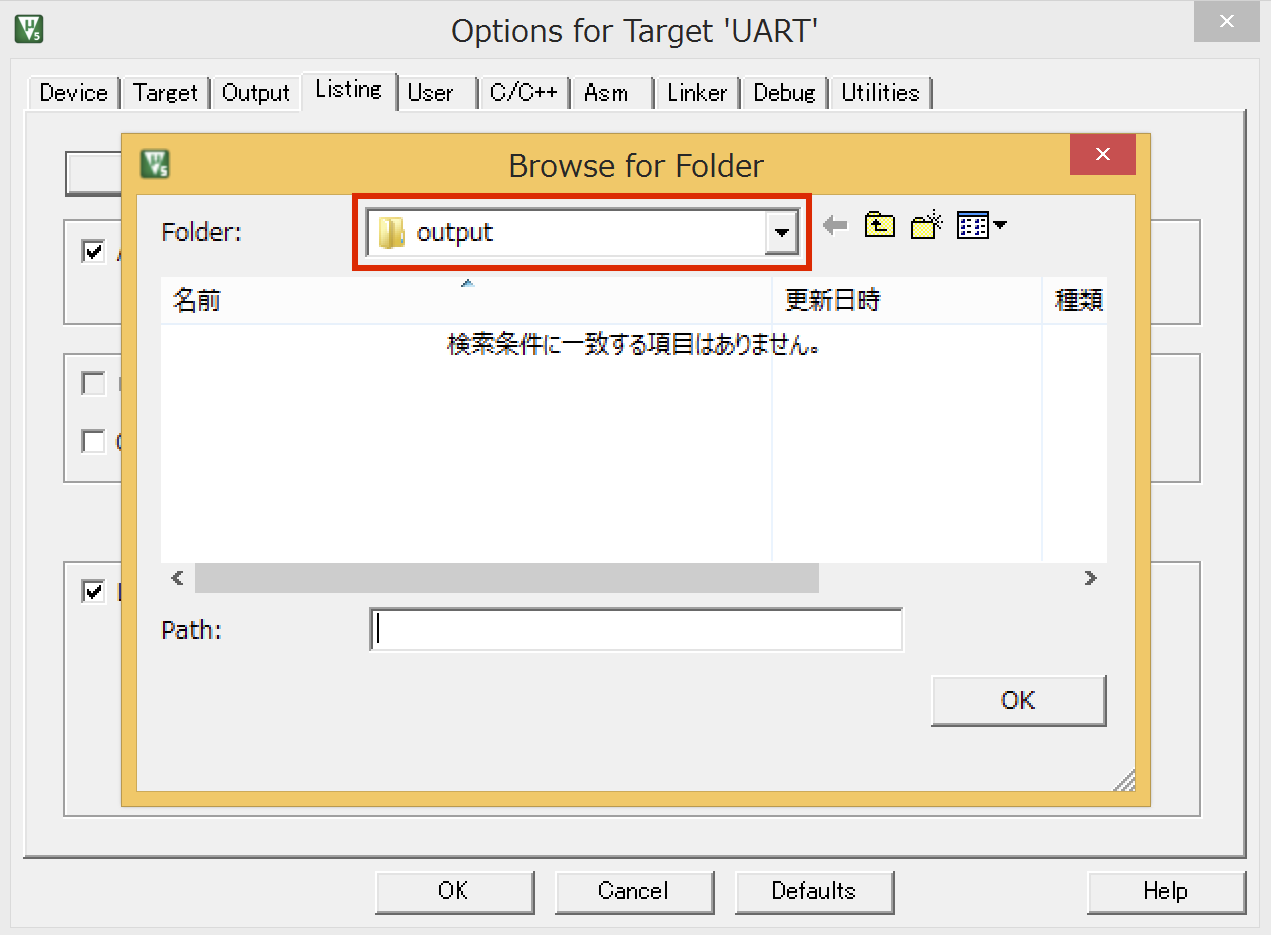 Options for Target 'UART'
Device Target Output Listing User C/C++ Asm Linker Debug Utilities
Browse for Folder
Folder: output
名前 更新日時 種類
検索条件に一致する項目はありません。
Path:
OK
OK Cancel Defaults Help